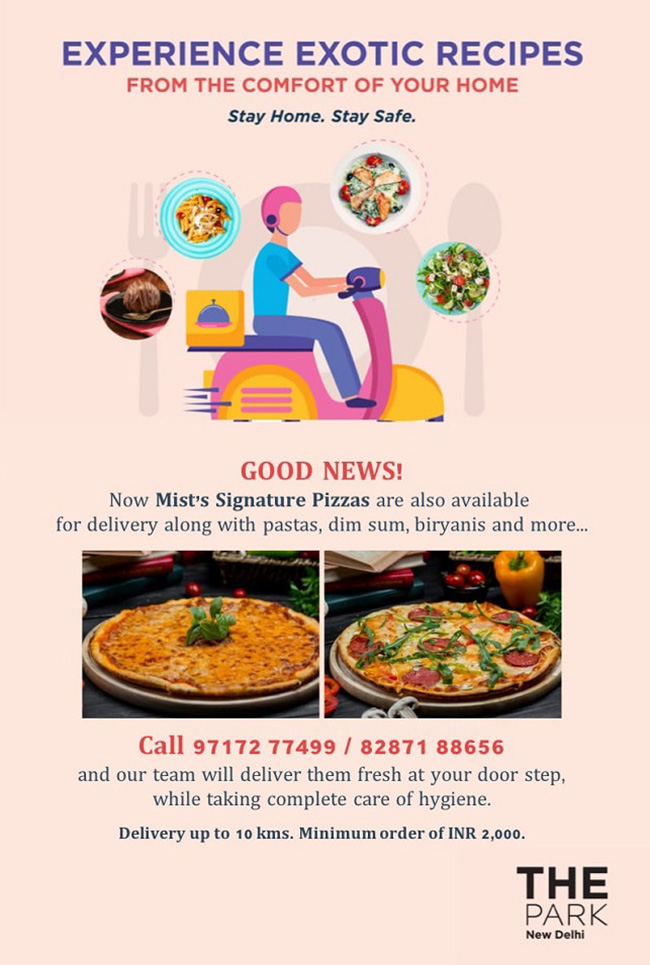 EXPERIENCE EXOTIC RECIPES
FROM THE COMFORT OF YOUR HOME
Stay Home. Stay Safe.
GOOD NEWS!
Now Mist's Signature Pizzas are also available
for delivery along with pastas, dim sum, biryanis and more...
Call 97172 77499 / 82871 88656
and our team will deliver them fresh at your door step,
while taking complete care of hygiene.
Delivery up to 10 kms. Minimum order of INR 2,000.
THE
PARK
New Delhi